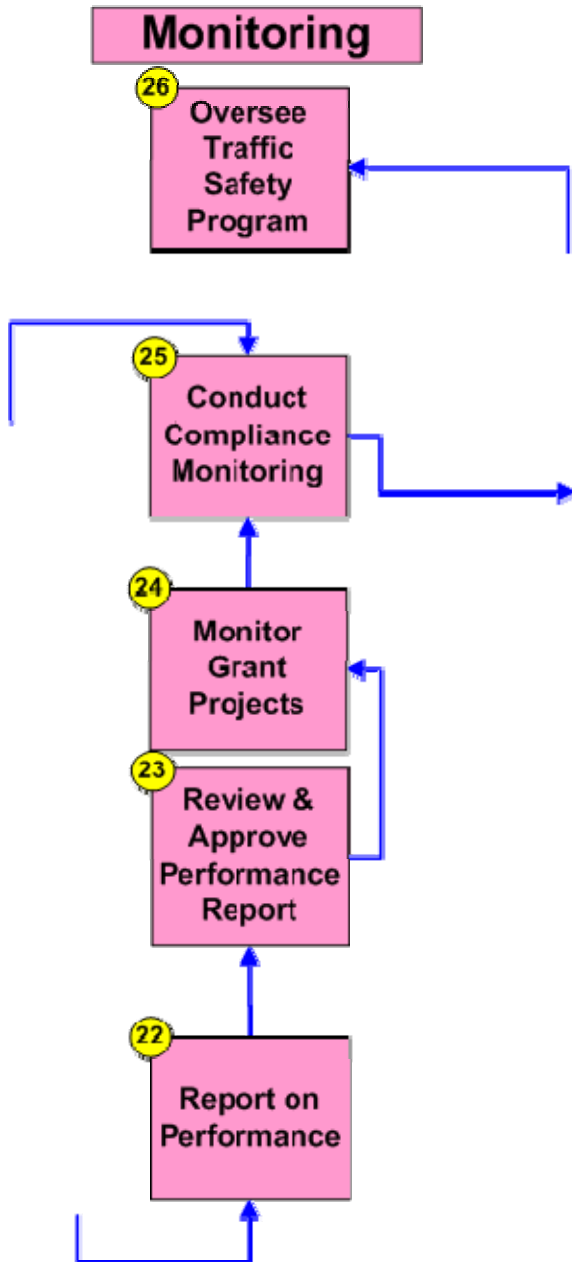 Monitoring
26
Oversee
Traffic
Safety
Program
25
Conduct
Compliance
Monitoring
24
Monitor
Grant
Projects
23
Review &
Approve
Performance
Report
22
Report on
Performance